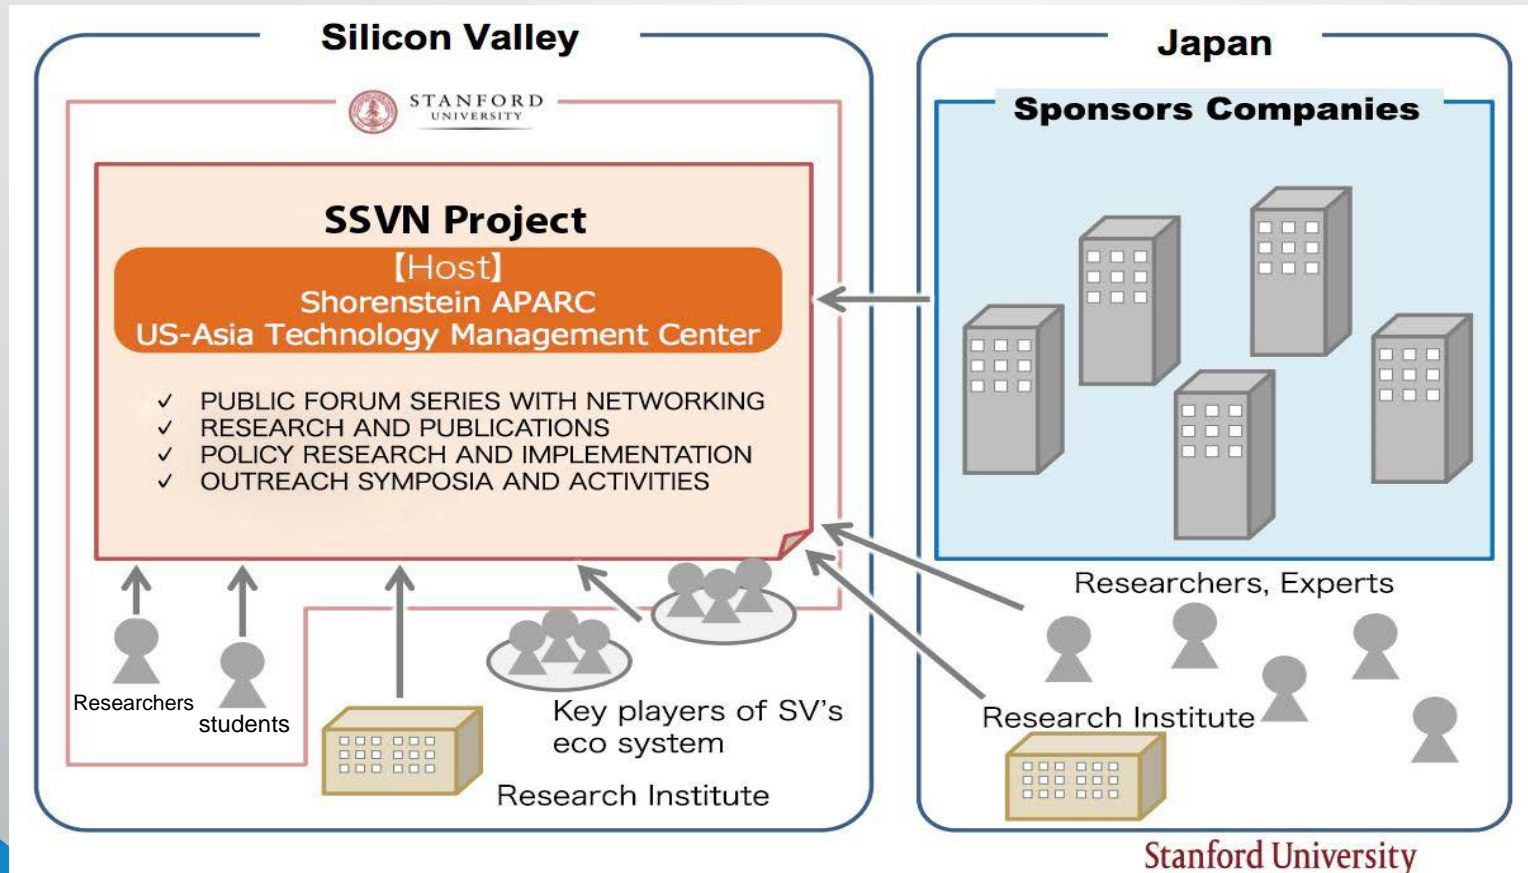 Silicon Valley
STANFORD
UNIVERSITY
SSVN Project
【Host】
Shorenstein APARC
US-Asia Technology Management Center
✓ PUBLIC FORUM SERIES WITH NETWORKING
✓ RESEARCH AND PUBLICATIONS
✓ POLICY RESEARCH AND IMPLEMENTATION
✓ OUTREACH SYMPOSIA AND ACTIVITIES
Researchers
students
Key players of SV's
eco system
Research Institute
Japan
Sponsors Companies
Researchers, Experts
Research Institute
Stanford University